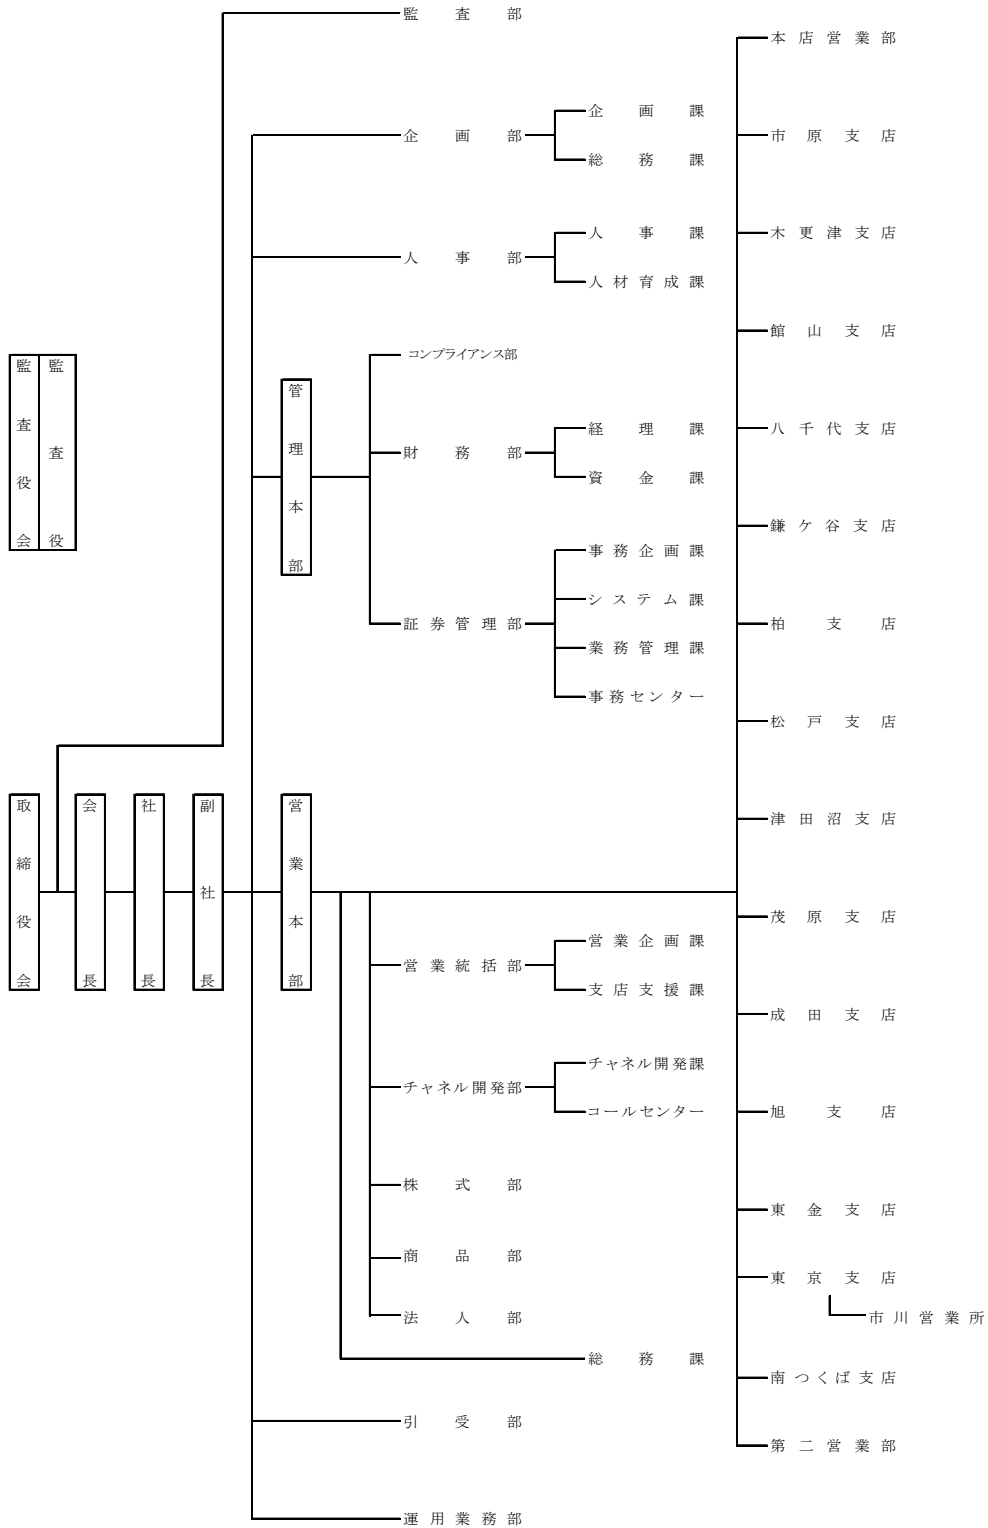 監査部
企画部
企画課
総務課
人事部
人事課
人材育成課
監査役会
監査役
管理本部
コンプライアンス部
財務部
経理課
資金課
証券管理部
事務企画課
システム課
業務管理課
事務センター
取締役会
会長
社長
副社長
営業本部
営業統括部
営業企画課
支店支援課
チャネル開発部
チャネル開発課
コールセンター
株式部
商品部
法人部
総務課
引受部
運用業務部
本店営業部
市原支店
木更津支店
館山支店
八千代支店
鎌ケ谷支店
柏支店
松戸支店
津田沼支店
茂原支店
成田支店
旭支店
東金支店
東京支店
市川営業所
南つくば支店
第二営業部